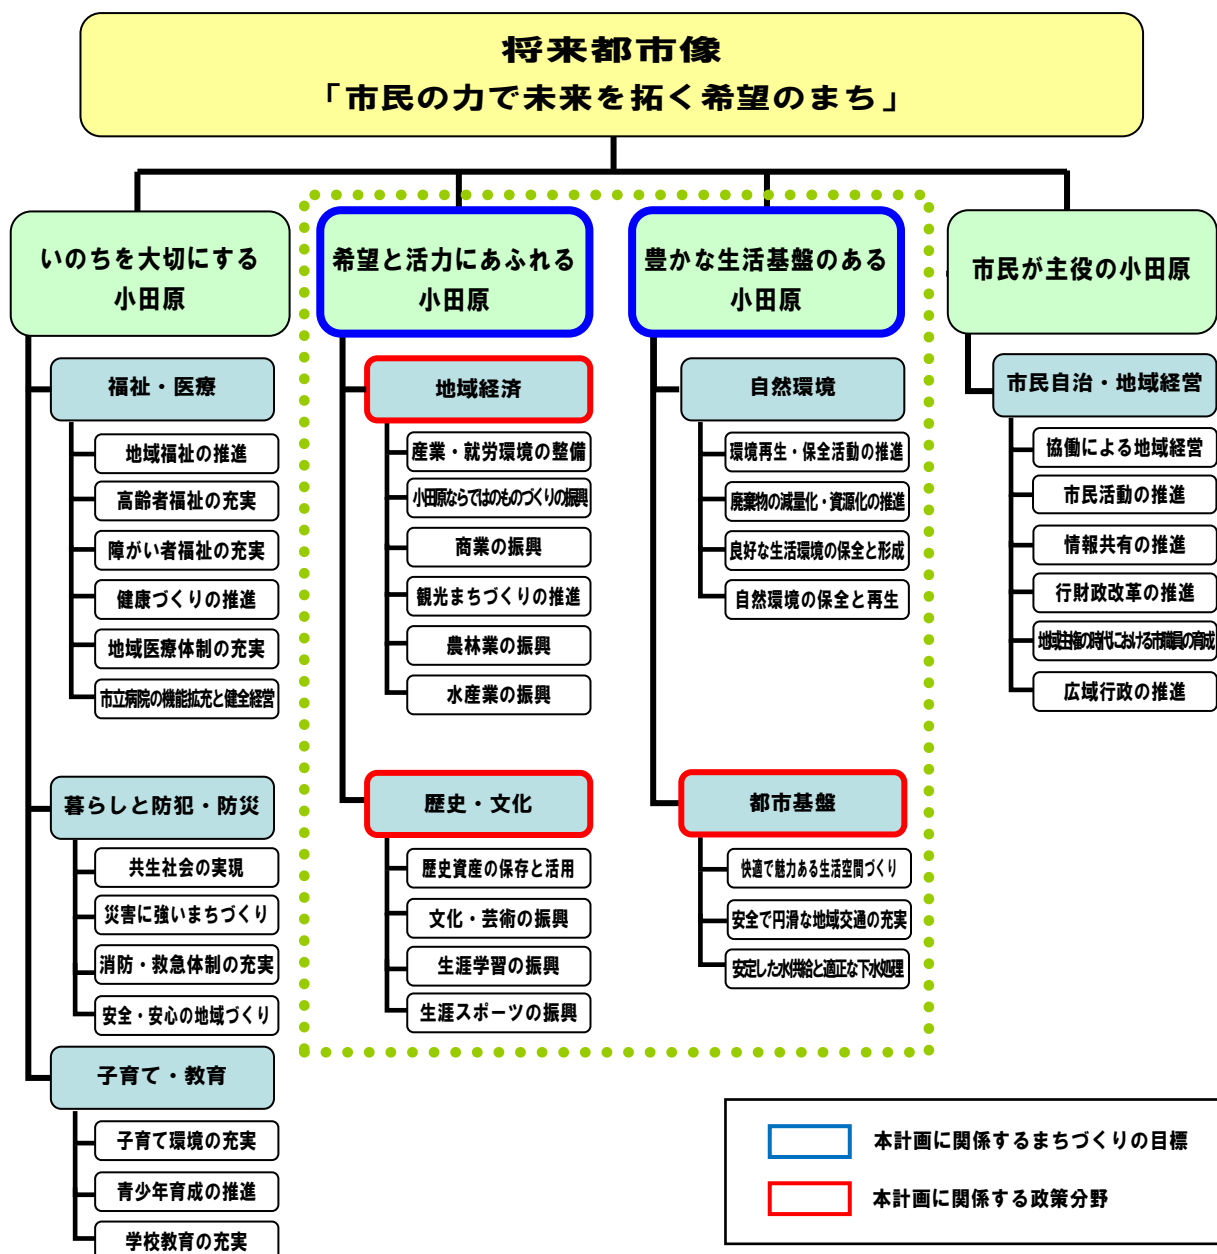 将来都市像
「市民の力で未来を拓く希望のまち」
いのちを大切にする
小田原
福祉・医療
地域福祉の推進
高齢者福祉の充実
障がい者福祉の充実
健康づくりの推進
地域医療体制の充実
市立病院の機能拡充と健全経営
暮らしと防犯・防災
共生社会の実現
災害に強いまちづくり
消防・救急体制の充実
安全・安心の地域づくり
子育て・教育
子育て環境の充実
青少年育成の推進
学校教育の充実
希望と活力にあふれる
小田原
地域経済
産業・就労環境の整備
小田原ならではのものづくりの振興
商業の振興
観光まちづくりの推進
農林業の振興
水産業の振興
歴史・文化
歴史資産の保存と活用
文化・芸術の振興
生涯学習の振興
生涯スポーツの振興
豊かな生活基盤のある
小田原
自然環境
環境再生・保全活動の推進
廃棄物の減量化・資源化の推進
良好な生活環境の保全と形成
自然環境の保全と再生
都市基盤
快適で魅力ある生活空間づくり
安全で円滑な地域交通の充実
安定した水供給と適正な下水処理
市民が主役の小田原
市民自治・地域経営
協働による地域経営
市民活動の推進
情報共有の推進
行財政改革の推進
地域主権の時代における市職員の育成
広域行政の推進
本計画に関係するまちづくりの目標
本計画に関係する政策分野